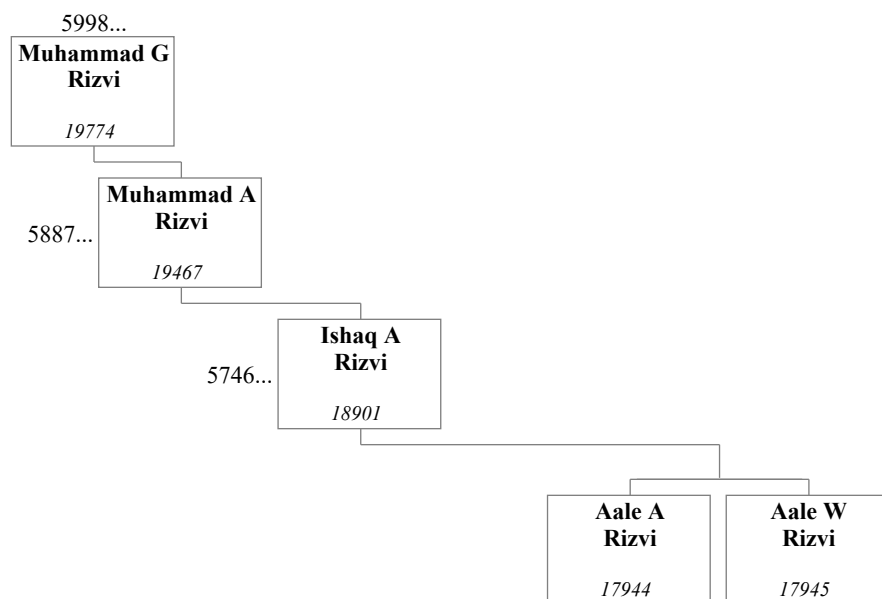 5998...
Muhammad G
Rizvi
19774
Muhammad A
Rizvi
5887...
19467
Ishaq A
Rizvi
5746...
18901
Aale A
Rizvi
17944
Aale W
Rizvi
17945